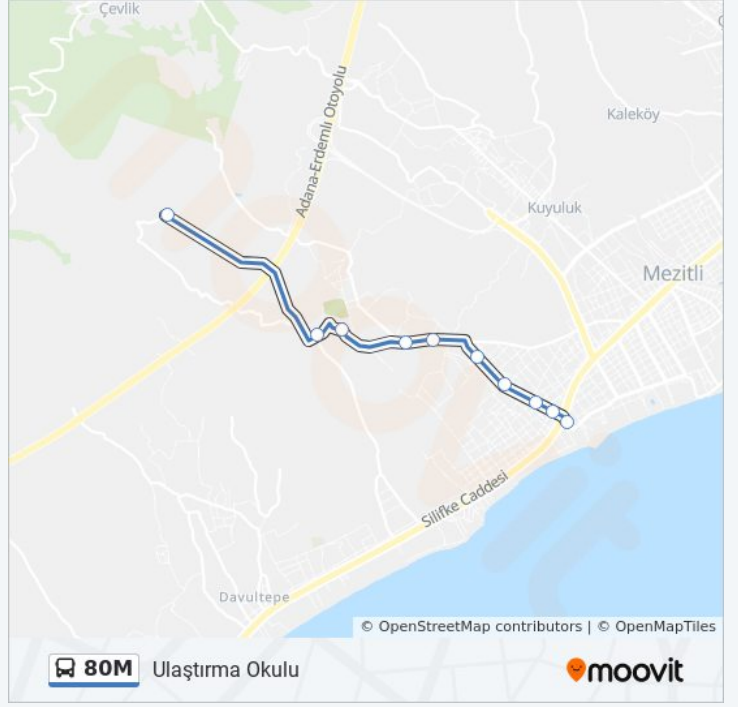 Çevlik
Adana-Erdemli Otoyolu
Kaleköy
Kuyuluk
Mezitli
Silifke Caddesi
Davultepe
© OpenStreetMap contributors | © OpenMapTiles
80M Ulaştırma Okulu
moovit